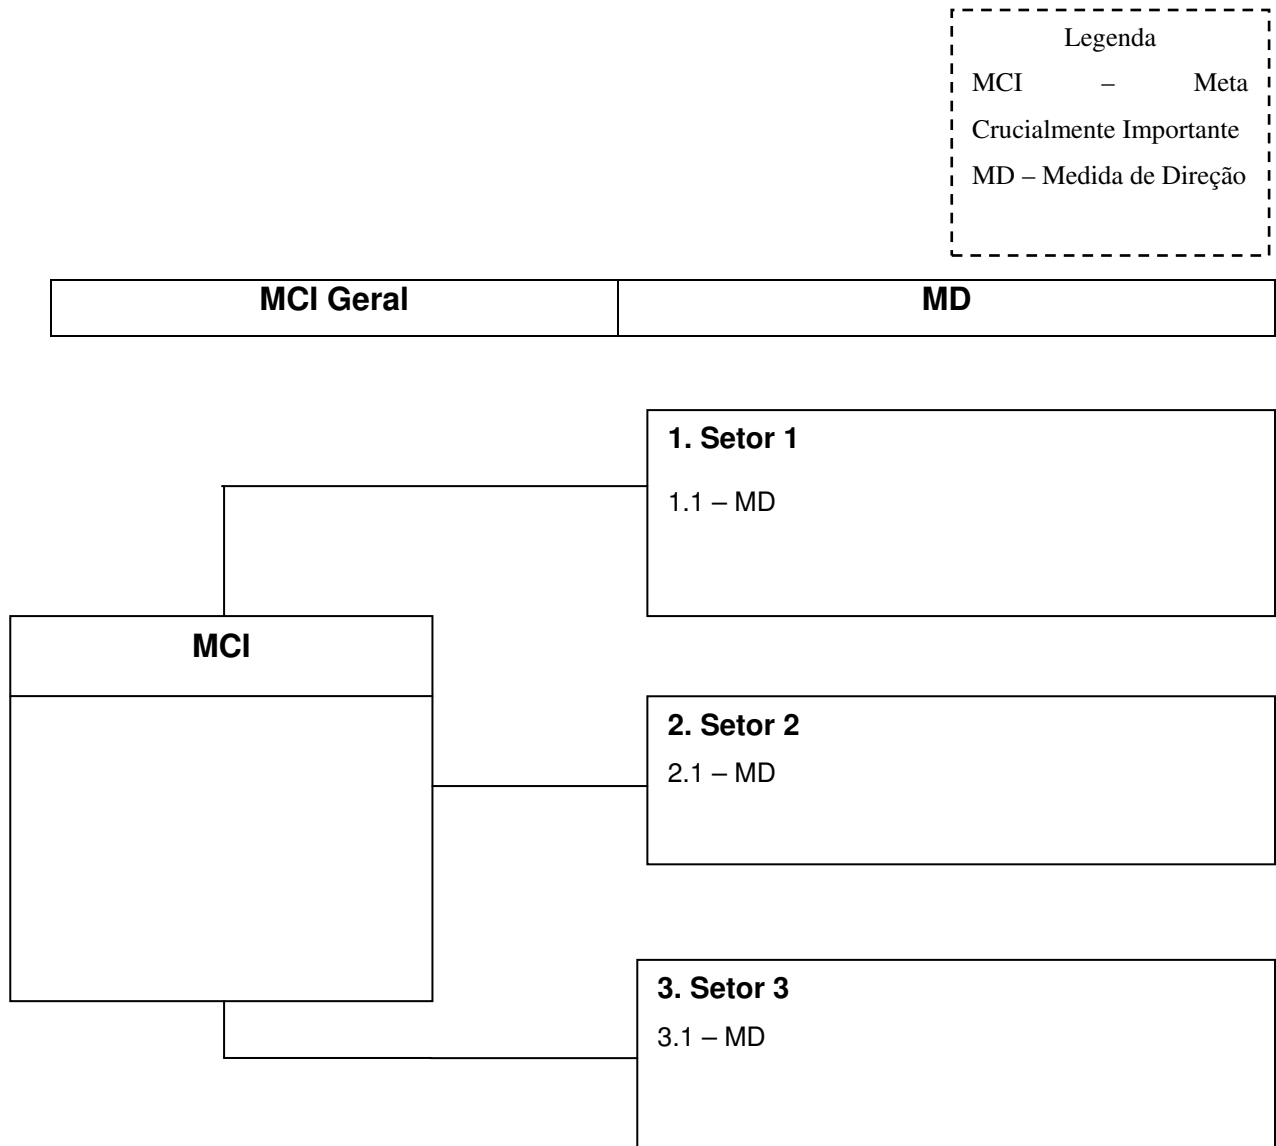 Legenda
MCI – Meta
Crucialmente Importante
MD – Medida de Direção
MCI Geral MD
1. Setor 1
1.1 – MD
MCI
2. Setor 2
2.1 – MD
3. Setor 3
3.1 – MD